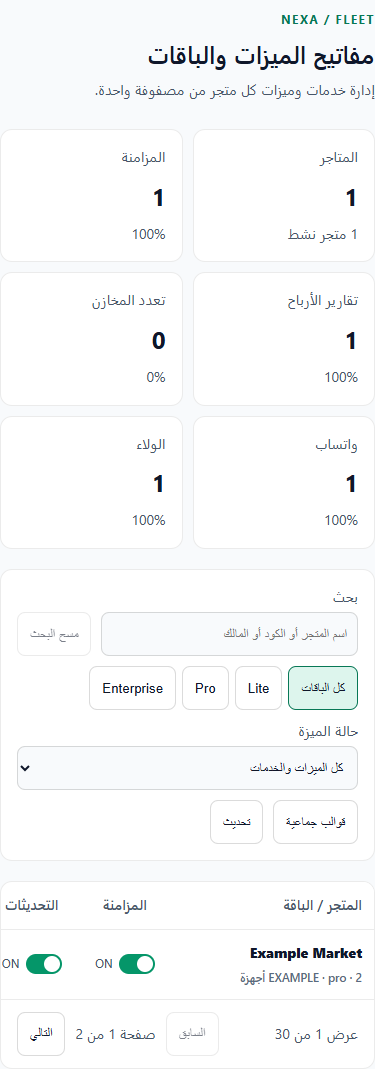 NEXA / FLEET
مفاتيح الميزات والباقات
إدارة خدمات وميزات كل متجر من مصفوفة واحدة.
المتاجر
1
1 متجر نشط
المزامنة
1
100%
تقارير الأرباح
1
100%
تعدد المخازن
0
0%
واتساب
1
100%
الولاء
1
100%
بحث
اسم المتجر أو الكود أو المالك
مسح البحث
كل الباقات
Lite
Pro
Enterprise
حالة الميزة
كل الميزات والخدمات
قوالب جماعية
تحديث
المتجر / الباقة
المزامنة
التحديثات
Example Market
EXAMPLE · pro · 2 أجهزة
ON
ON
عرض 1 من 30
السابق
صفحة 1 من 2
التالي